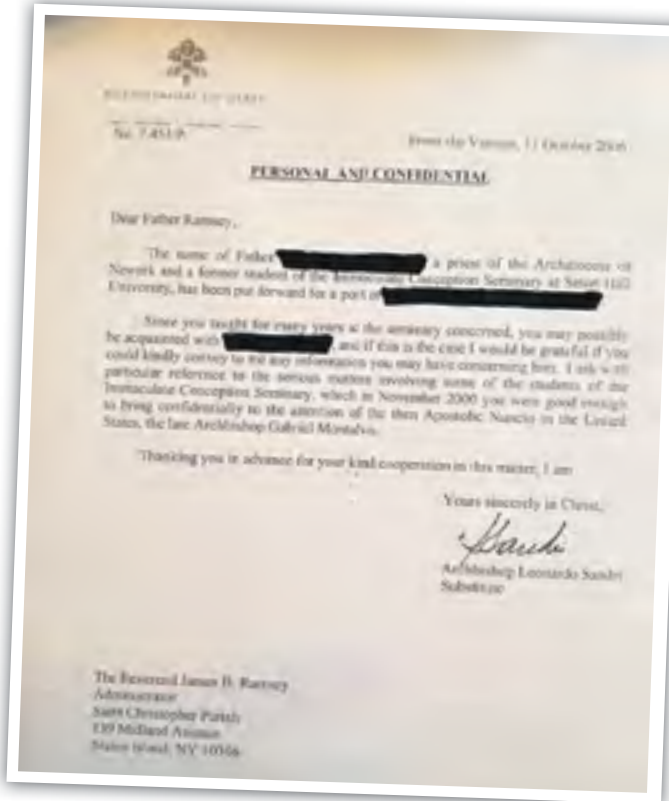 SECRETARIAT OF STATE
From the Vatican, 11 October 2006
PERSONAL AND CONFIDENTIAL
Dear Father Ramsey,
The name of Father a priest of the Archdiocese of
Newark and a former student of the Immaculate Conception Seminary at Seton Hall
University, has been put forward for a post in
Since you taught for many years at the seminary concerned, you may possibly
be acquainted with and if this is the case I would be grateful if you
could kindly convey to me any information you may have concerning him. I ask with
particular reference to the serious matters involving some of the students of the
Immaculate Conception Seminary, which in November 2000 you were good enough
to bring confidentially to the attention of the then Apostolic Nuncio in the United
States, the late Archbishop Gabriel Montalvo.
Thanking you in advance for your kind cooperation in this matter, I am
Yours sincerely in Christ,
Sandri
Archbishop Leonardo Sandri
Substitute
The Reverend James B. Ramsey
Administrator
Saint Christopher Parish
130 Midland Avenue
Staten Island, NY 10306